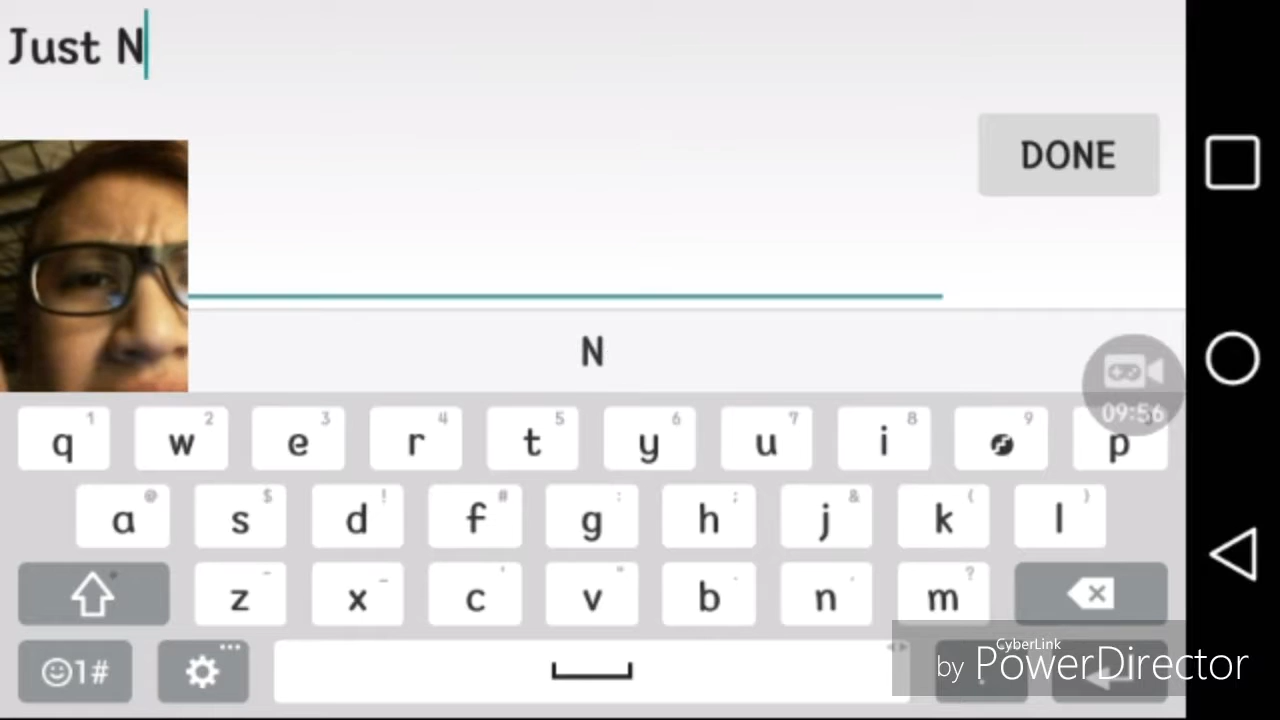 Just N
DONE
N
09:56
1 2 3 4 5 6 7 8 9
q w e r t y u i p
@ $ ! # : ; & ( )
a s d f g h j k l
- _ ' " . , ?
z x c v b n m
1#
CyberLink
by PowerDirector